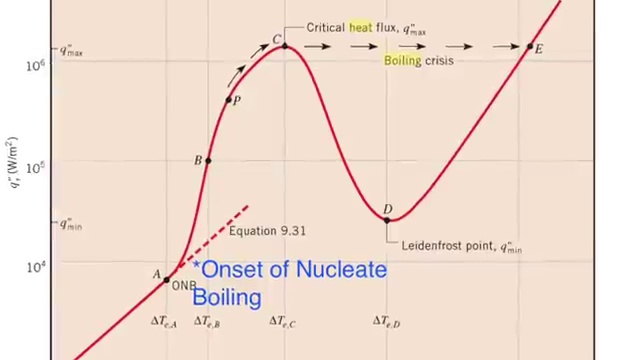 C
Critical heat flux, q"max
q"max
E
10⁶
Boiling crisis
P
q"s (W/m²)
B
10⁵
D
q"min
Equation 9.31
Leidenfrost point, q"min
10⁴
A
*Onset of Nucleate
ONB
Boiling
ΔTe,A ΔTe,B ΔTe,C ΔTe,D